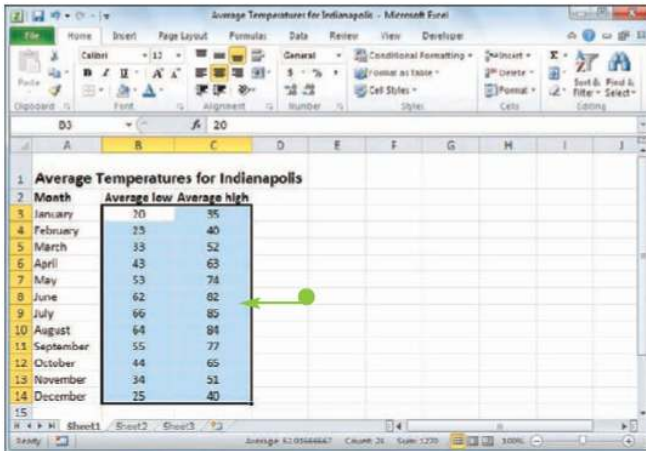 Average Temperatures for Indianapolis - Microsoft Excel
File Home Insert Page Layout Formulas Data Review View Developer
Calibri 12 General Conditional Formatting Insert Σ
Paste B I U A A $ % , Format as Table Delete Sort & Find &
Cell Styles Format Filter Select
Clipboard Font Alignment Number Styles Cells Editing
B3 fx 20
A B C D E F G H I J
1 Average Temperatures for Indianapolis
2 Month Average low Average high
3 January 20 35
4 February 25 40
5 March 33 52
6 April 43 63
7 May 53 74
8 June 62 82
9 July 66 85
10 August 64 84
11 September 55 77
12 October 44 65
13 November 34 51
14 December 25 40
15
Sheet1 Sheet2 Sheet3
Ready Average: Count: Sum: 100%